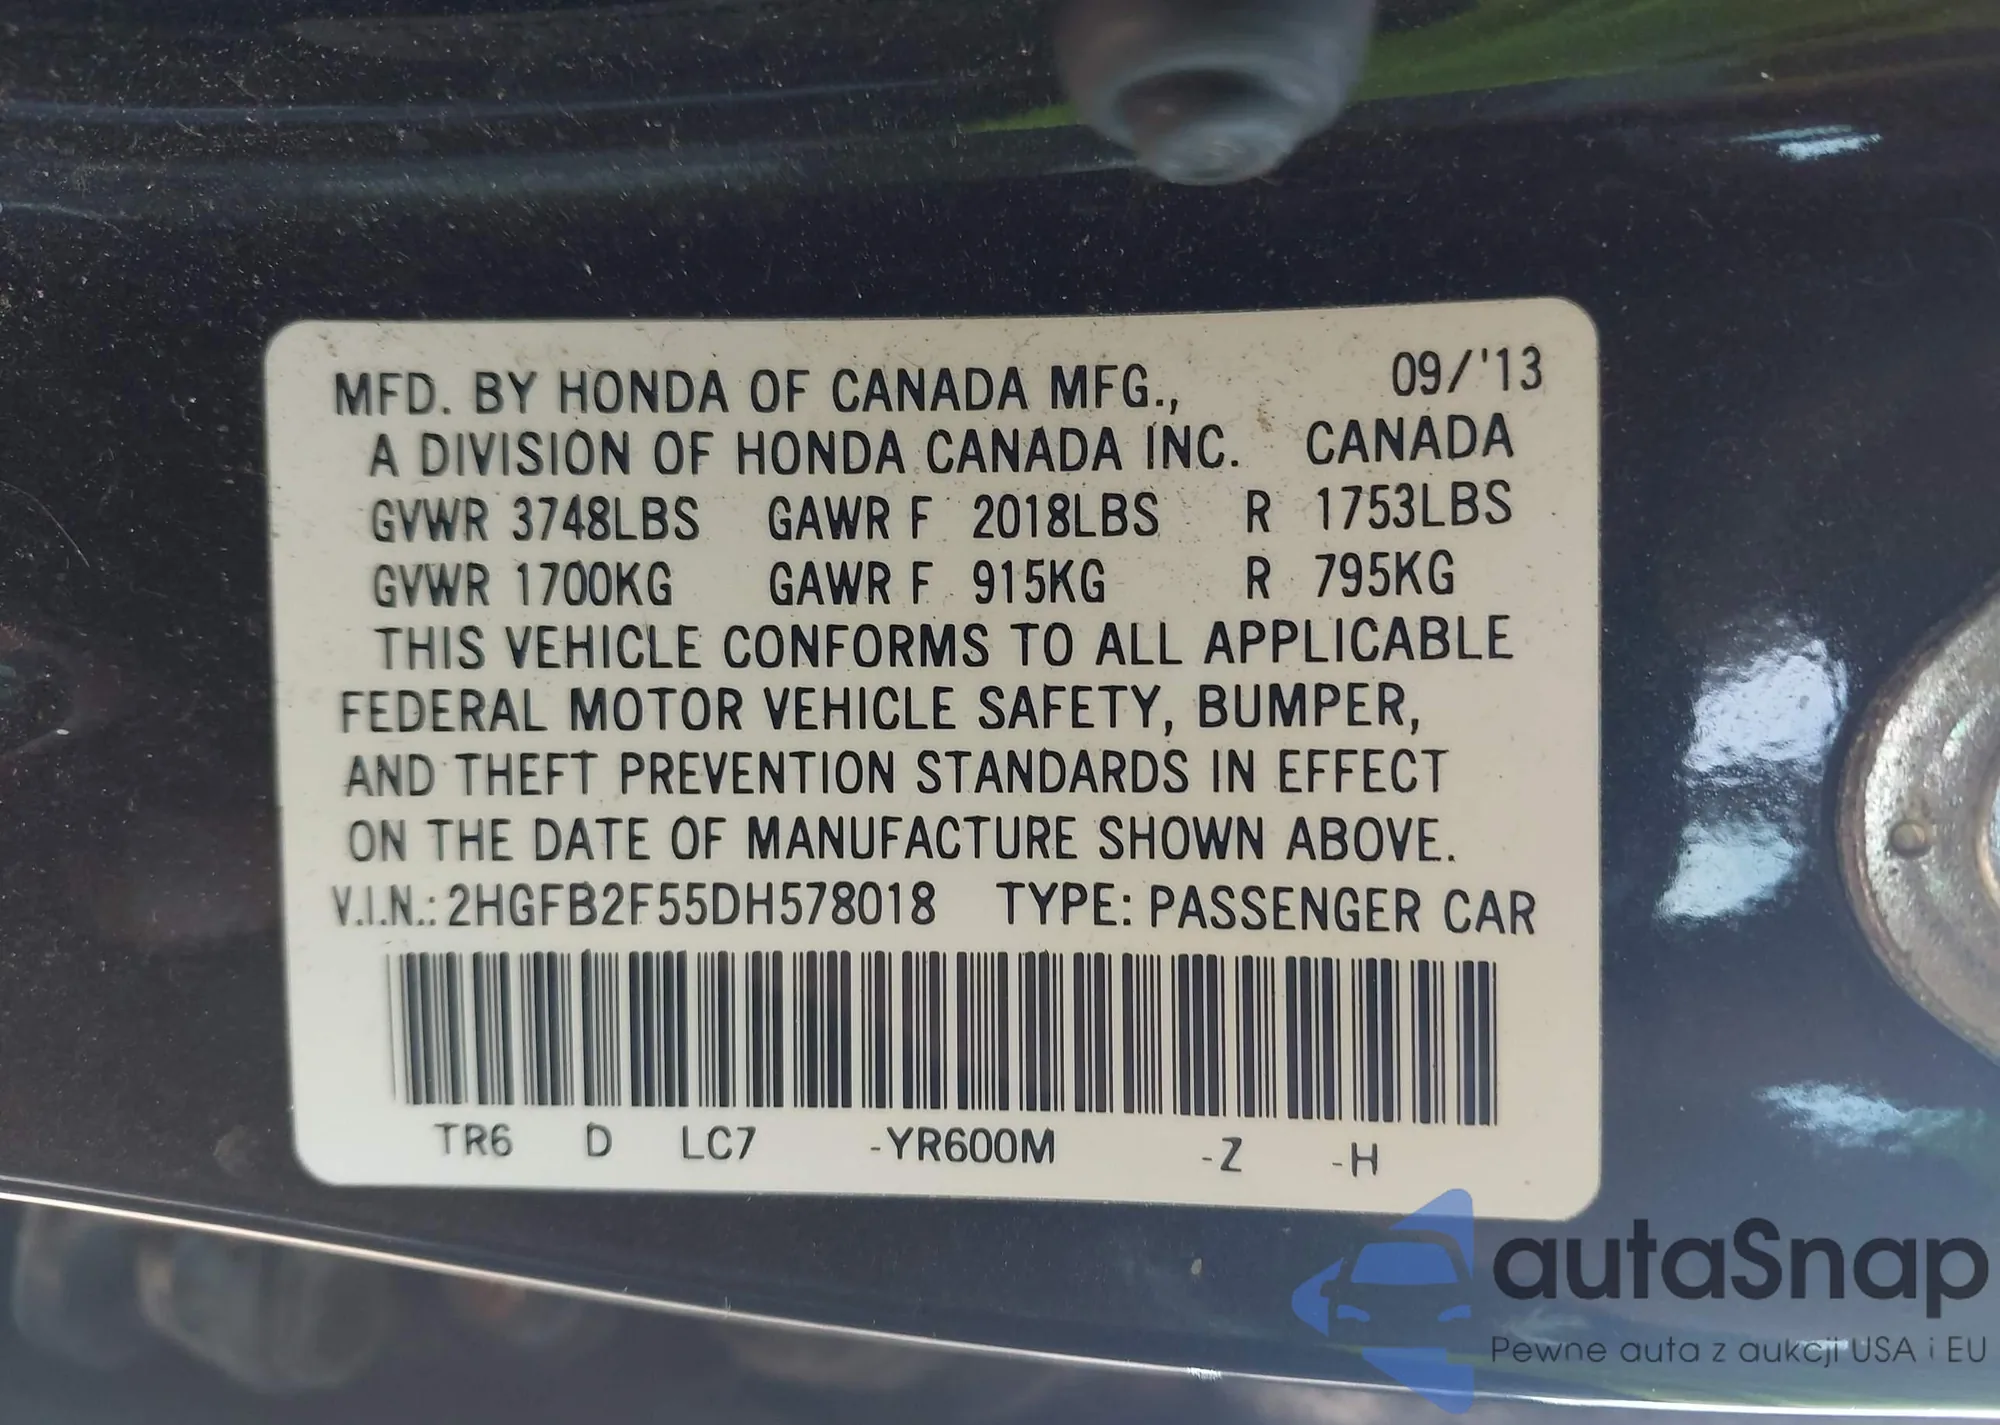 MFD. BY HONDA OF CANADA MFG., 09/'13
A DIVISION OF HONDA CANADA INC. CANADA
GVWR 3748LBS GAWR F 2018LBS R 1753LBS
GVWR 1700KG GAWR F 915KG R 795KG
THIS VEHICLE CONFORMS TO ALL APPLICABLE
FEDERAL MOTOR VEHICLE SAFETY, BUMPER,
AND THEFT PREVENTION STANDARDS IN EFFECT
ON THE DATE OF MANUFACTURE SHOWN ABOVE.
V.I.N.: 2HGFB2F55DH578018 TYPE: PASSENGER CAR
TR6 D LC7 -YR600M -Z -H
autaSnap
Pewne auta z aukcji USA i EU